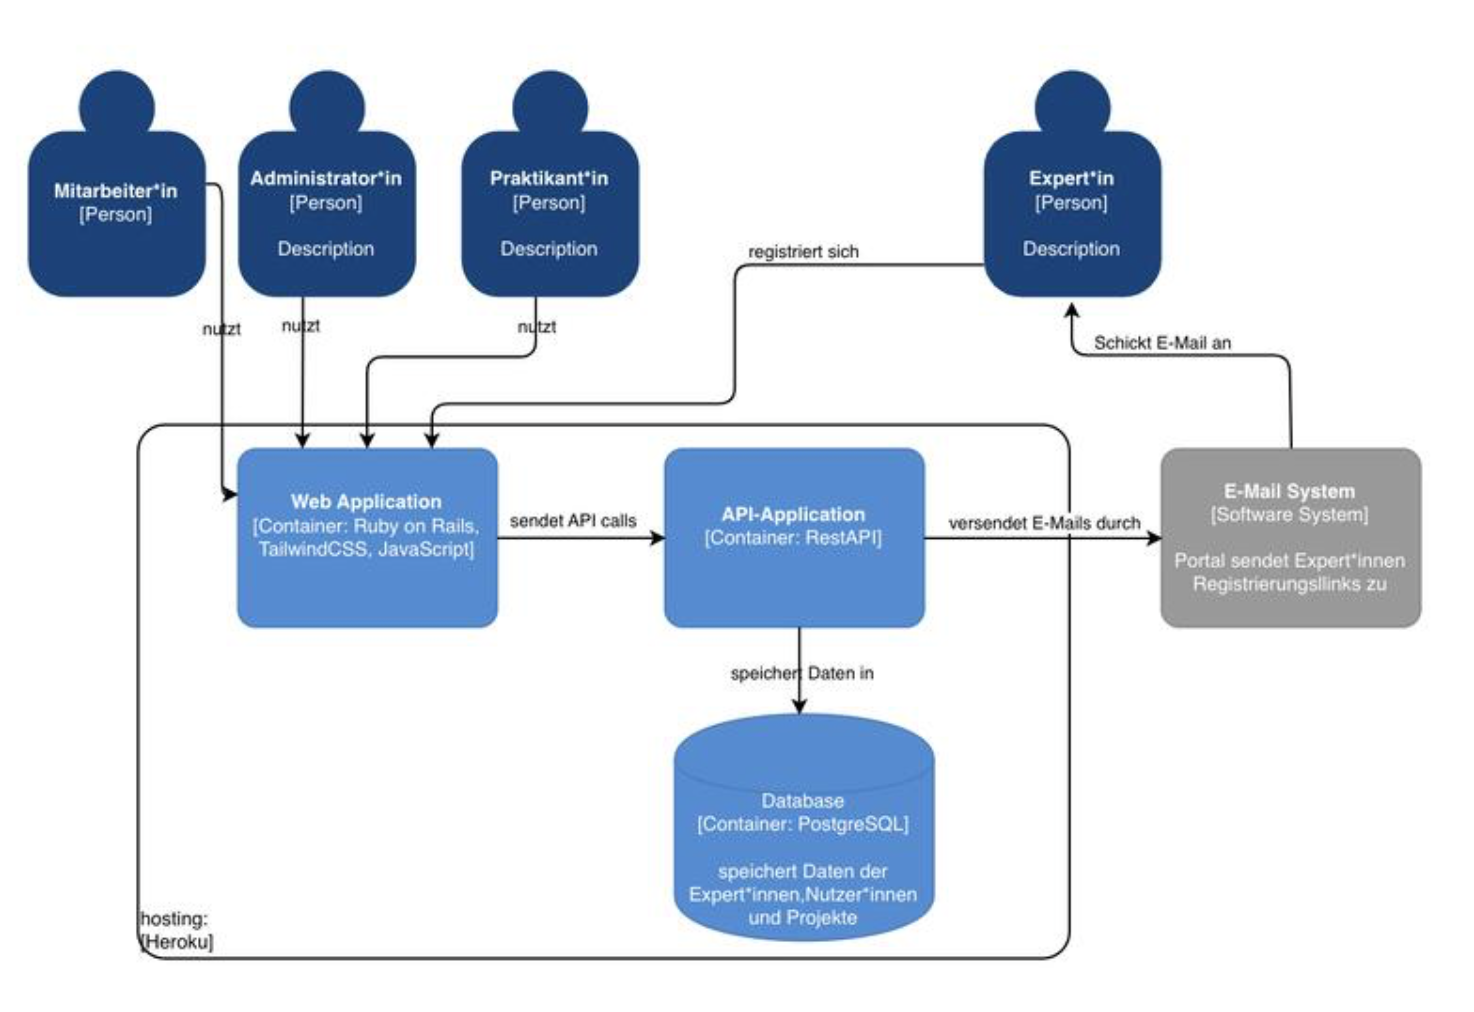 Mitarbeiter*in
[Person]
Administrator*in
[Person]
Description
Praktikant*in
[Person]
Description
Expert*in
[Person]
Description
registriert sich
nutzt
nutzt
nutzt
Schickt E-Mail an
Web Application
[Container: Ruby on Rails,
TailwindCSS, JavaScript]
sendet API calls
API-Application
[Container: RestAPI]
versendet E-Mails durch
E-Mail System
[Software System]
Portal sendet Expert*innen
Registrierungsllinks zu
speichert Daten in
Database
[Container: PostgreSQL]
speichert Daten der
Expert*innen,Nutzer*innen
und Projekte
hosting:
[Heroku]